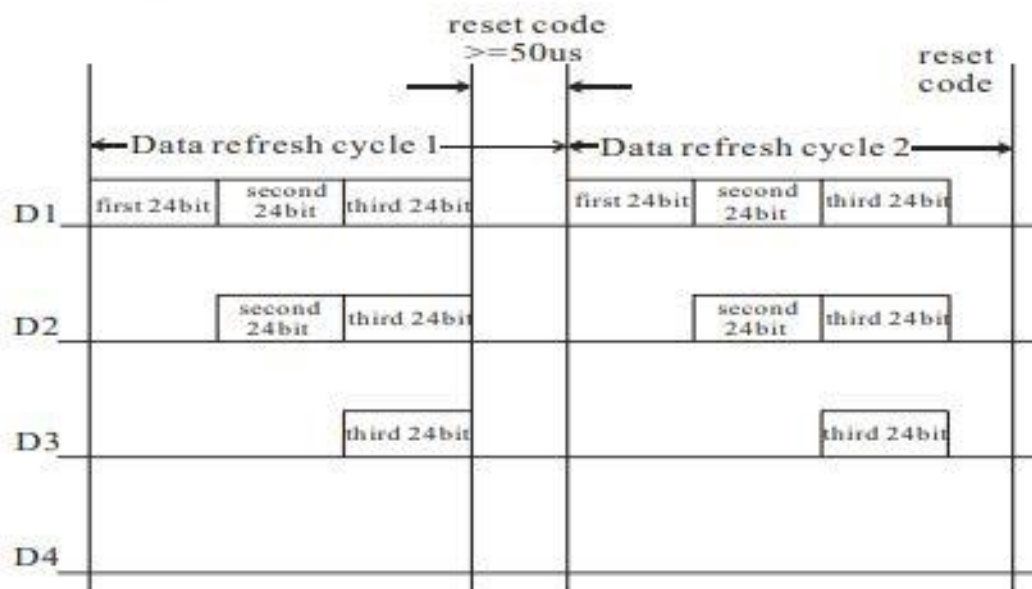 reset code
>=50us
reset
code
Data refresh cycle 1
Data refresh cycle 2
D1
first 24bit
second
24bit
third 24bit
first 24bit
second
24bit
third 24bit
D2
second
24bit
third 24bit
second
24bit
third 24bit
D3
third 24bit
third 24bit
D4